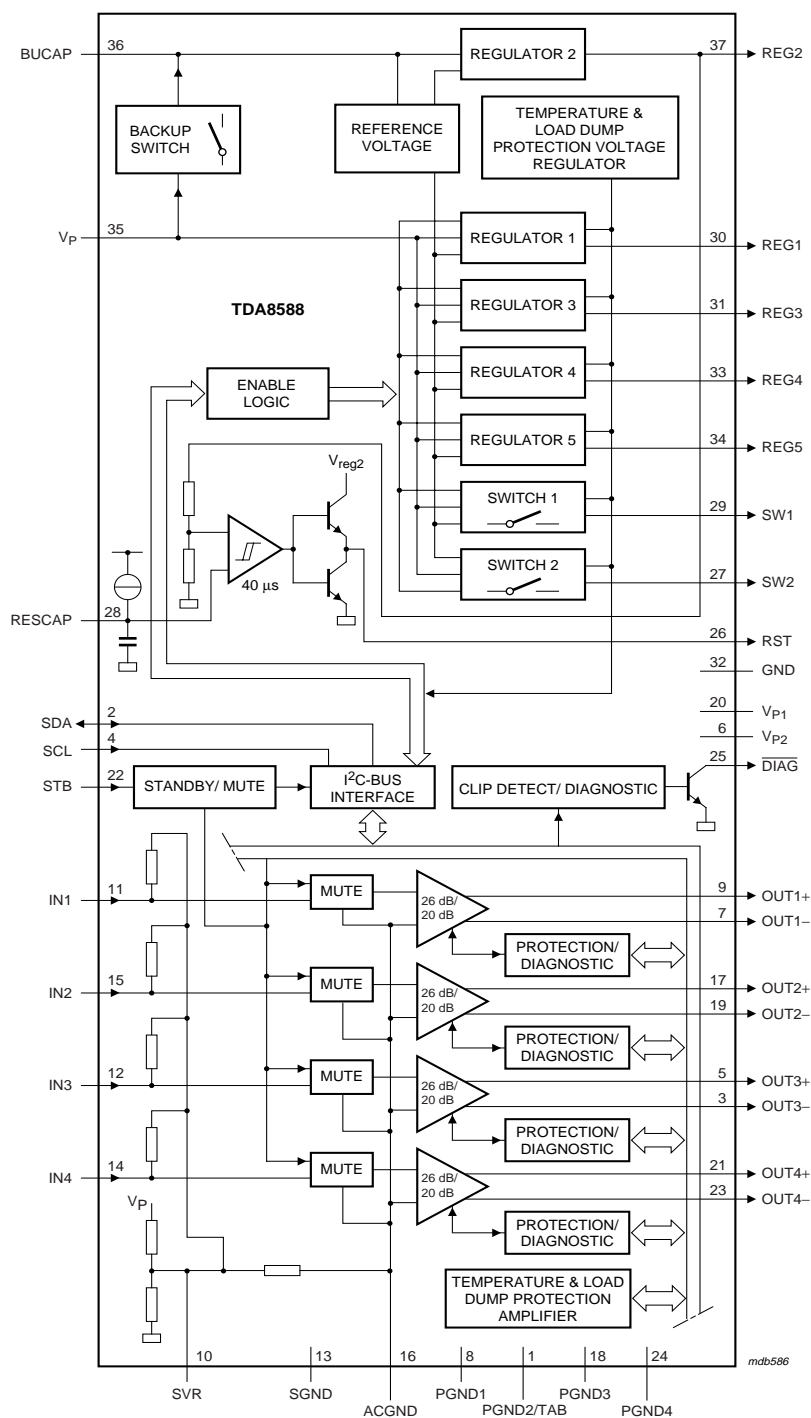 BUCAP 36 REGULATOR 2 37 REG2
BACKUP
SWITCH
REFERENCE
VOLTAGE
TEMPERATURE &
LOAD DUMP
PROTECTION VOLTAGE
REGULATOR
VP 35 REGULATOR 1 30 REG1
TDA8588
REGULATOR 3 31 REG3
ENABLE
LOGIC
REGULATOR 4 33 REG4
REGULATOR 5 34 REG5
Vreg2
SWITCH 1 29 SW1
SWITCH 2 27 SW2
40 μs
RESCAP 28
26 RST
32 GND
20 VP1
6 VP2
SDA 2
SCL 4
STB 22 STANDBY/ MUTE
I2C-BUS
INTERFACE
CLIP DETECT/ DIAGNOSTIC
25 DIAG
IN1 11 MUTE
26 dB/
20 dB
9 OUT1+
7 OUT1−
PROTECTION/
DIAGNOSTIC
IN2 15 MUTE
26 dB/
20 dB
17 OUT2+
19 OUT2−
PROTECTION/
DIAGNOSTIC
IN3 12 MUTE
26 dB/
20 dB
5 OUT3+
3 OUT3−
PROTECTION/
DIAGNOSTIC
IN4 14 MUTE
26 dB/
20 dB
21 OUT4+
23 OUT4−
PROTECTION/
DIAGNOSTIC
VP
TEMPERATURE & LOAD
DUMP PROTECTION
AMPLIFIER
10 13 16 8 1 18 24
mdb586
SVR SGND ACGND PGND1 PGND2/TAB PGND3 PGND4